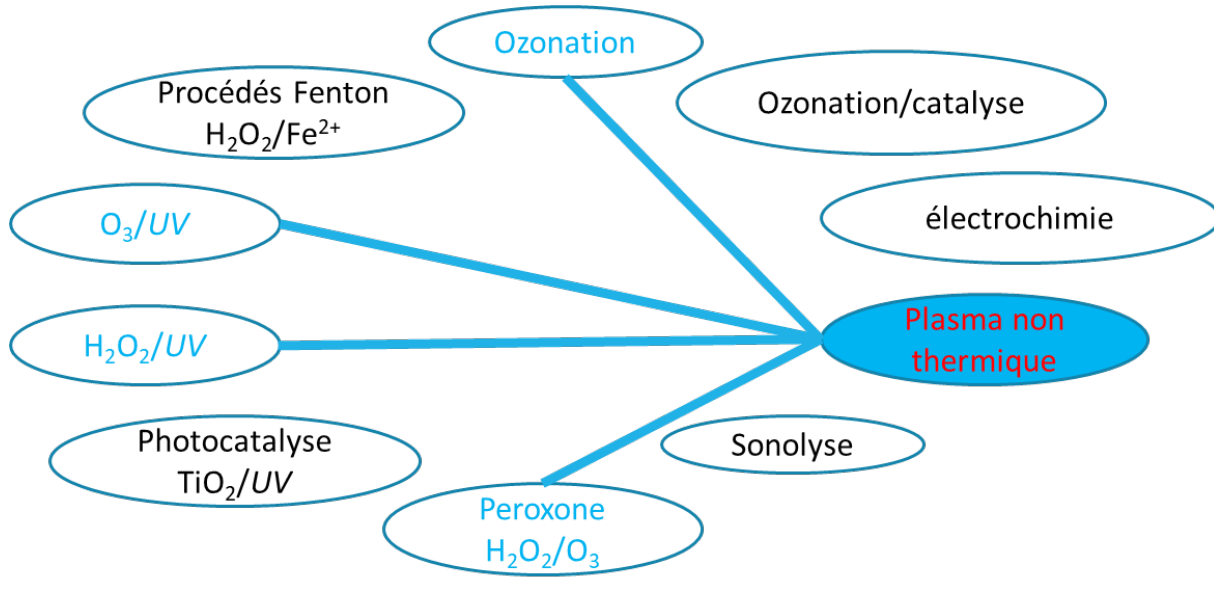 Ozonation
Procédés Fenton
H₂O₂/Fe²⁺
Ozonation/catalyse
O₃/UV
électrochimie
H₂O₂/UV
Plasma non
thermique
Photocatalyse
TiO₂/UV
Sonolyse
Peroxone
H₂O₂/O₃